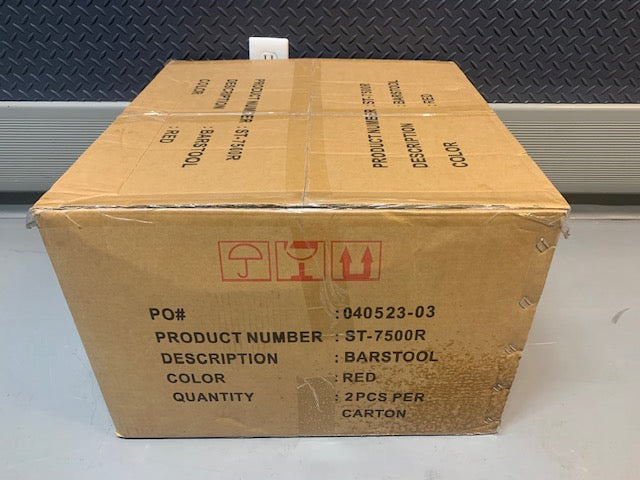 PRODUCT NUMBER : ST-7500R
DESCRIPTION : BARSTOOL
COLOR : RED
PRODUCT NUMBER : ST-7500R
DESCRIPTION : BARSTOOL
COLOR : RED
PO# : 040523-03
PRODUCT NUMBER : ST-7500R
DESCRIPTION : BARSTOOL
COLOR : RED
QUANTITY : 2PCS PER
CARTON